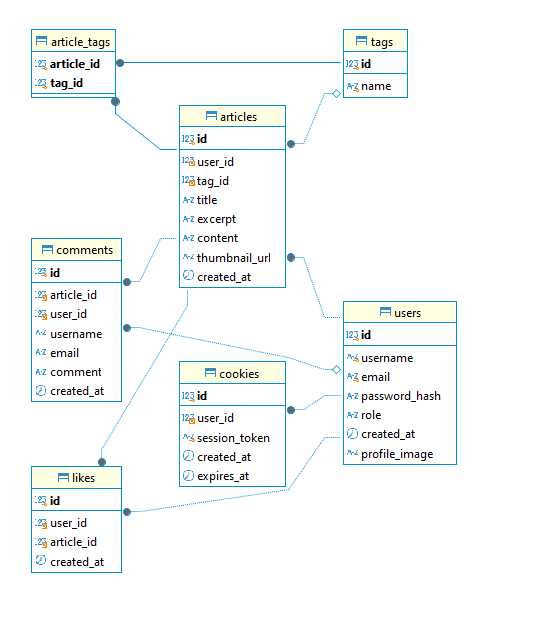 article_tags
article_id
tag_id
tags
id
name
articles
id
user_id
tag_id
title
excerpt
content
thumbnail_url
created_at
comments
id
article_id
user_id
username
email
comment
created_at
users
id
username
email
password_hash
role
created_at
profile_image
cookies
id
user_id
session_token
created_at
expires_at
likes
id
user_id
article_id
created_at